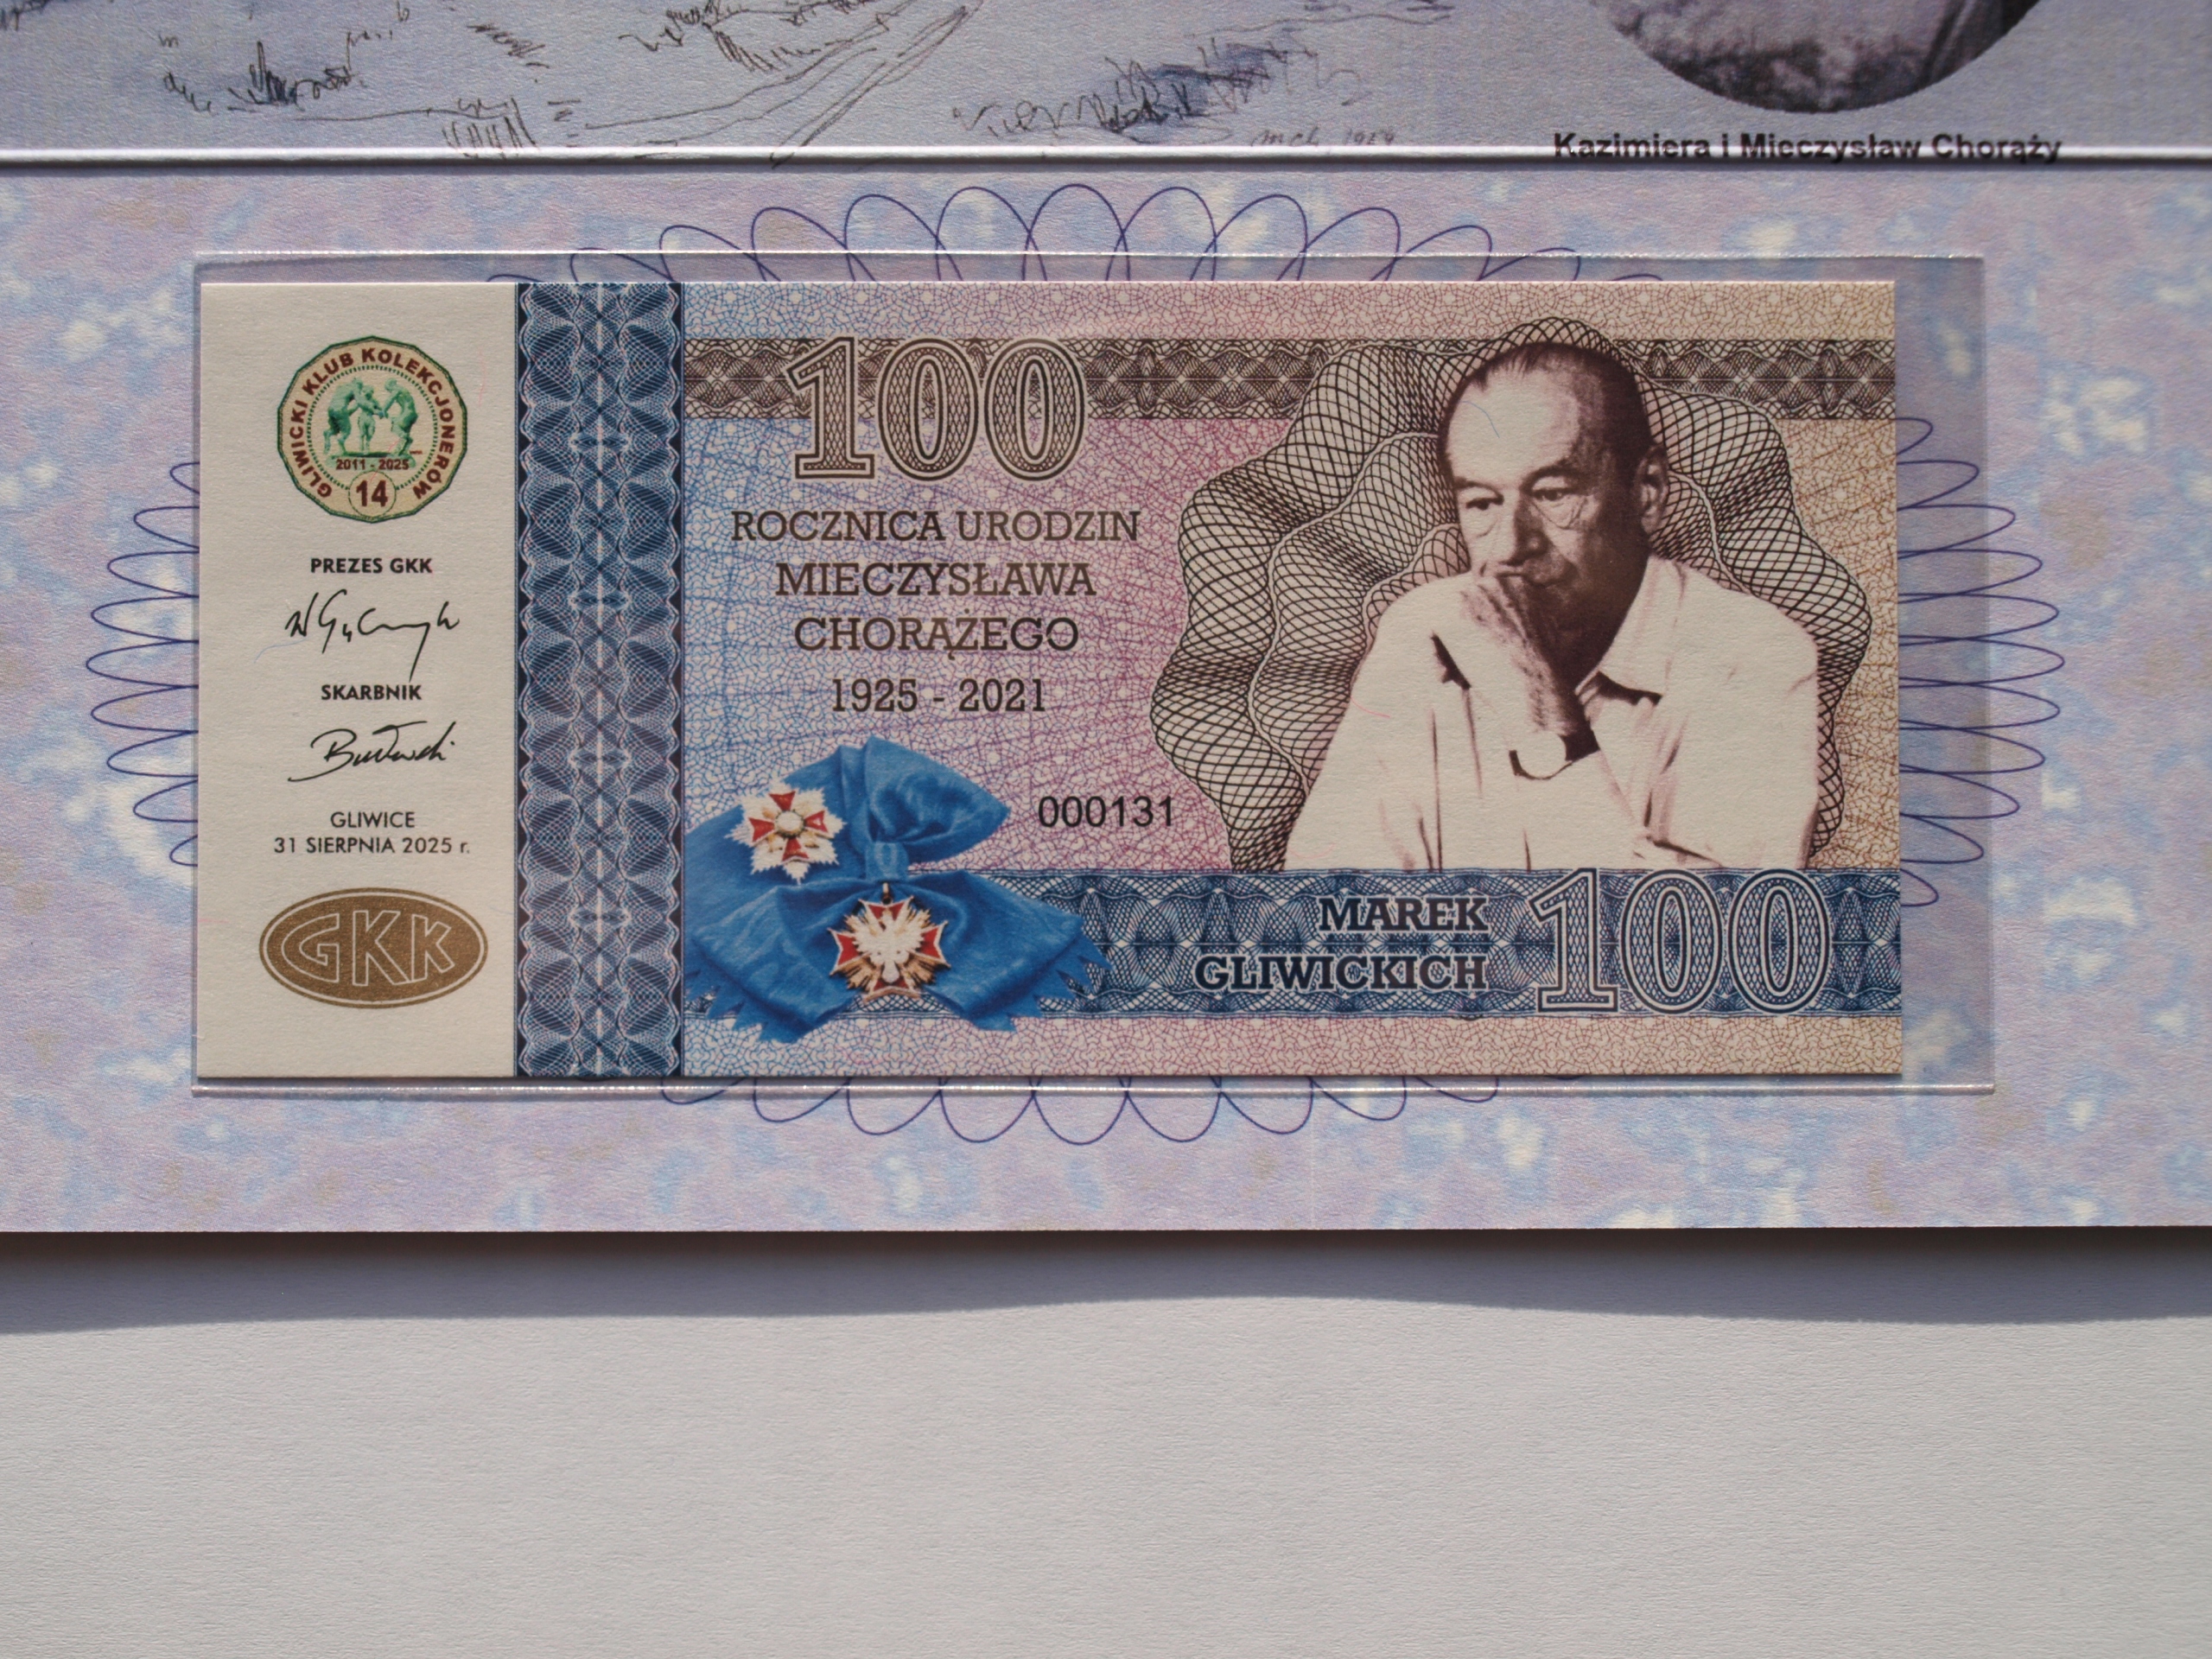 Kazimiera i Mieczysław Chorąży
GLIWICKI KLUB KOLEKCJONERÓW
2011 - 2025
14
PREZES GKK
SKARBNIK
GLIWICE
31 SIERPNIA 2025 r.
GKK
100
ROCZNICA URODZIN
MIECZYSŁAWA
CHORĄŻEGO
1925 - 2021
000131
MAREK
GLIWICKICH
100